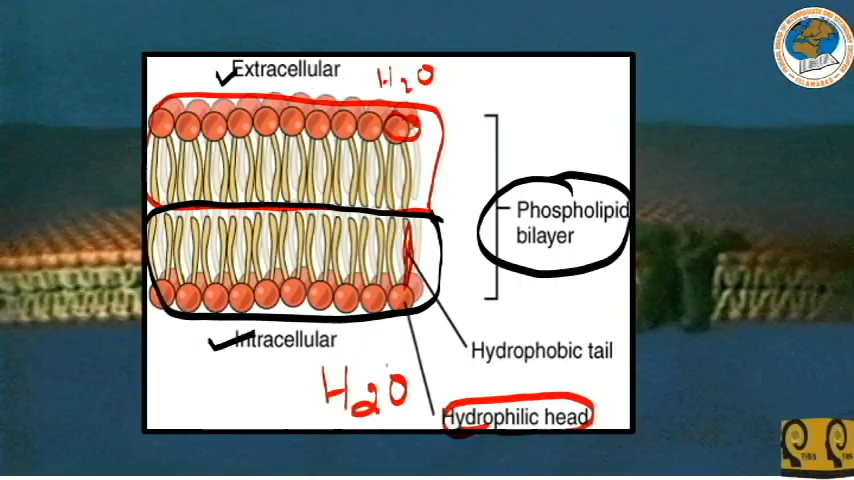 Extracellular
H2O
Phospholipid
bilayer
Intracellular
Hydrophobic tail
H2O
Hydrophilic head